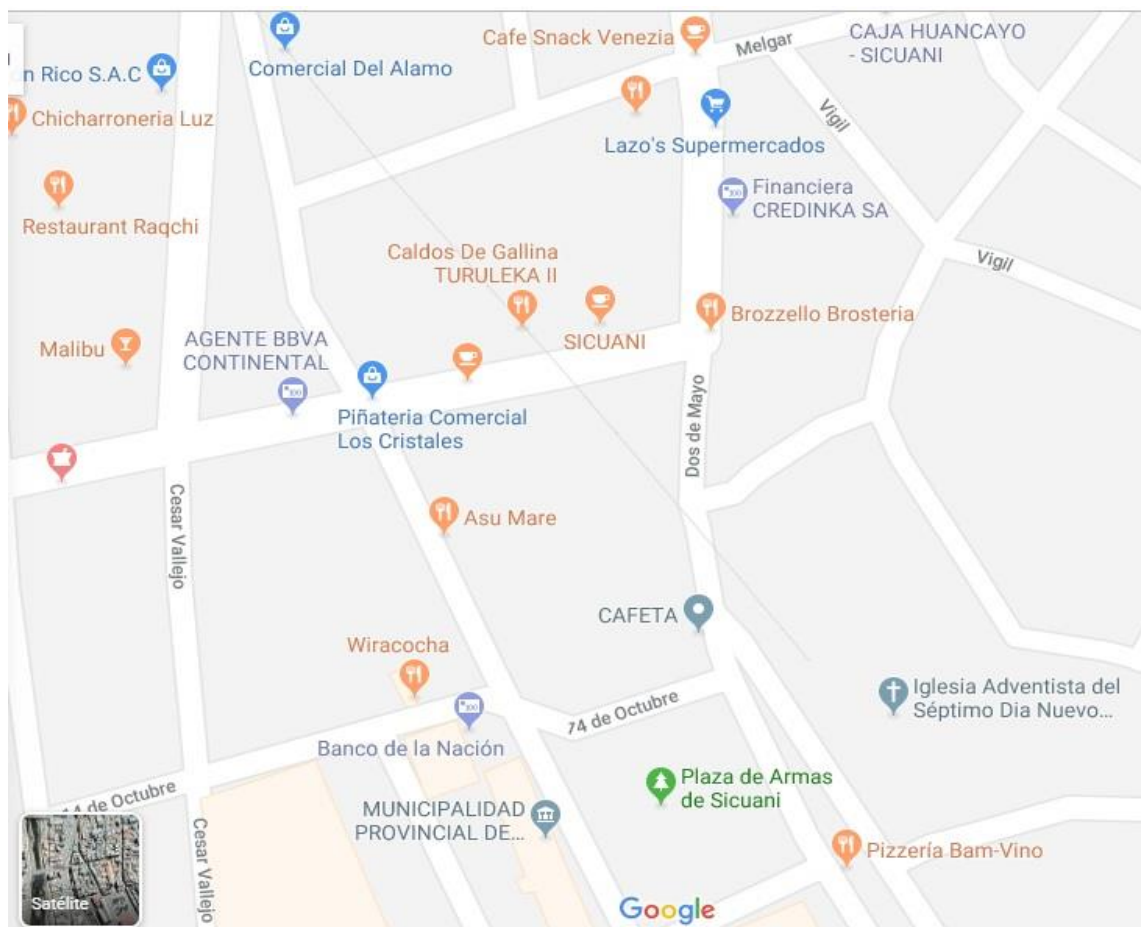 CAJA HUANCAYO
- SICUANI
Cafe Snack Venezia
Melgar
Comercial Del Alamo
n Rico S.A.C
Chicharroneria Luz
Vigil
Lazo's Supermercados
Financiera
CREDINKA SA
Restaurant Raqchi
Caldos De Gallina
TURULEKA II
Vigil
Brozzello Brosteria
SICUANI
AGENTE BBVA
CONTINENTAL
Malibu
Piñateria Comercial
Los Cristales
Dos de Mayo
Cesar Vallejo
Asu Mare
CAFETA
Wiracocha
Iglesia Adventista del
Séptimo Dia Nuevo...
14 de Octubre
Banco de la Nación
Plaza de Armas
de Sicuani
14 de Octubre
MUNICIPALIDAD
PROVINCIAL DE...
Cesar Vallejo
Pizzería Bam-Vino
Satélite
Google